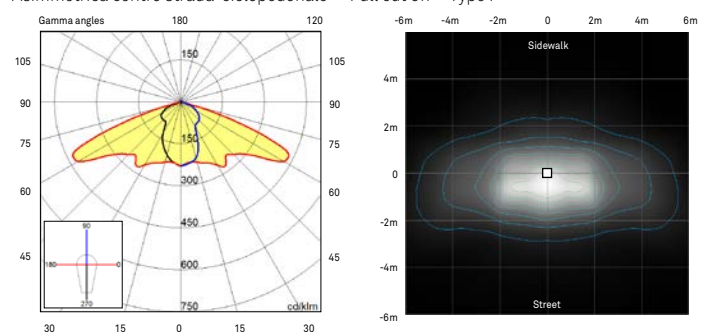 Gamma angles 180 120
105 105
90 90
75 75
60 60
45 45
30 15 0 15 30
150
150
300
450
600
750
cd/klm
90
180 0
270
-6m -4m -2m 0 2m 4m 6m
Sidewalk
4m
2m
0
-2m
-4m
-6m
Street